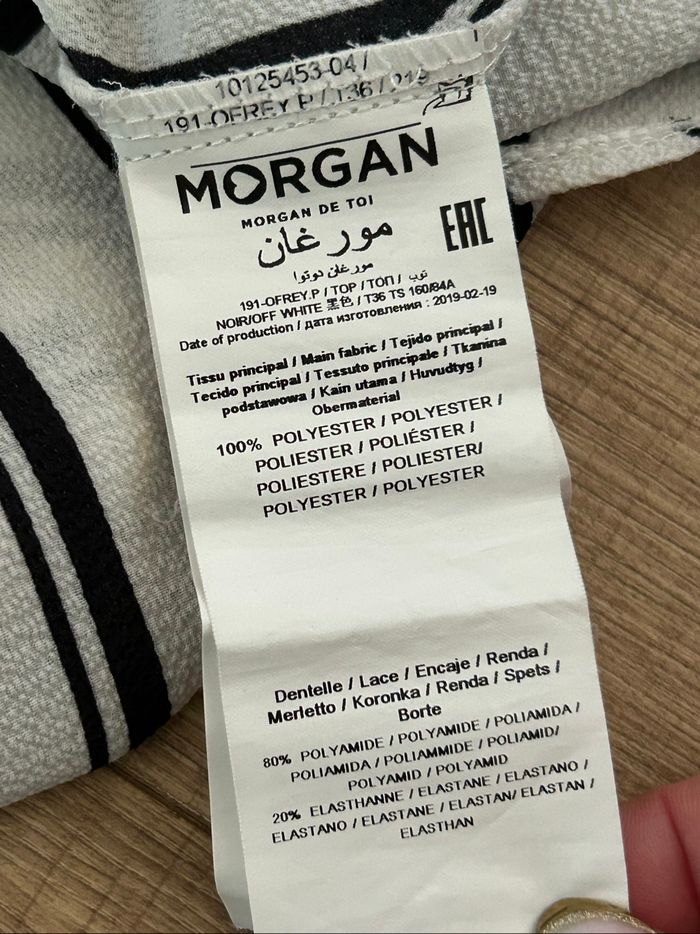 10125453-04 /
191-OFREY P / T36 / 219
MORGAN
MORGAN DE TOI
مورغان
EAC
مورغان دوتوا
191-OFREY.P / TOP / ТОП / توب
NOIR/OFF WHITE 黑色 / T36 TS 160/84A
Date of production / дата изготовления : 2019-02-19
Tissu principal / Main fabric / Tejido principal /
Tecido principal / Tessuto principale / Tkanina
podstawowa / Kain utama / Huvudtyg /
Obermaterial
100% POLYESTER / POLYESTER /
POLIESTER / POLIÉSTER /
POLIESTERE / POLIESTER/
POLYESTER / POLYESTER
Dentelle / Lace / Encaje / Renda /
Merletto / Koronka / Renda / Spets /
Borte
80% POLYAMIDE / POLYAMIDE / POLIAMIDA /
POLIAMIDA / POLIAMMIDE / POLIAMID/
POLYAMID / POLYAMID
20% ELASTHANNE / ELASTANE / ELASTANO /
ELASTANO / ELASTANE / ELASTAN/ ELASTAN /
ELASTHAN